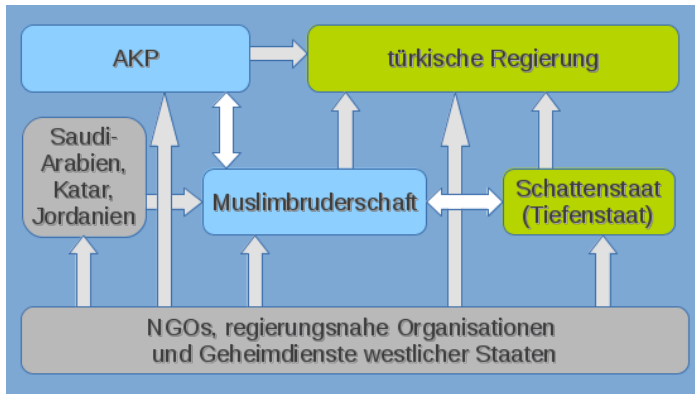 AKP
türkische Regierung
Saudi-
Arabien,
Katar,
Jordanien
Muslimbruderschaft
Schattenstaat
(Tiefenstaat)
NGOs, regierungsnahe Organisationen
und Geheimdienste westlicher Staaten